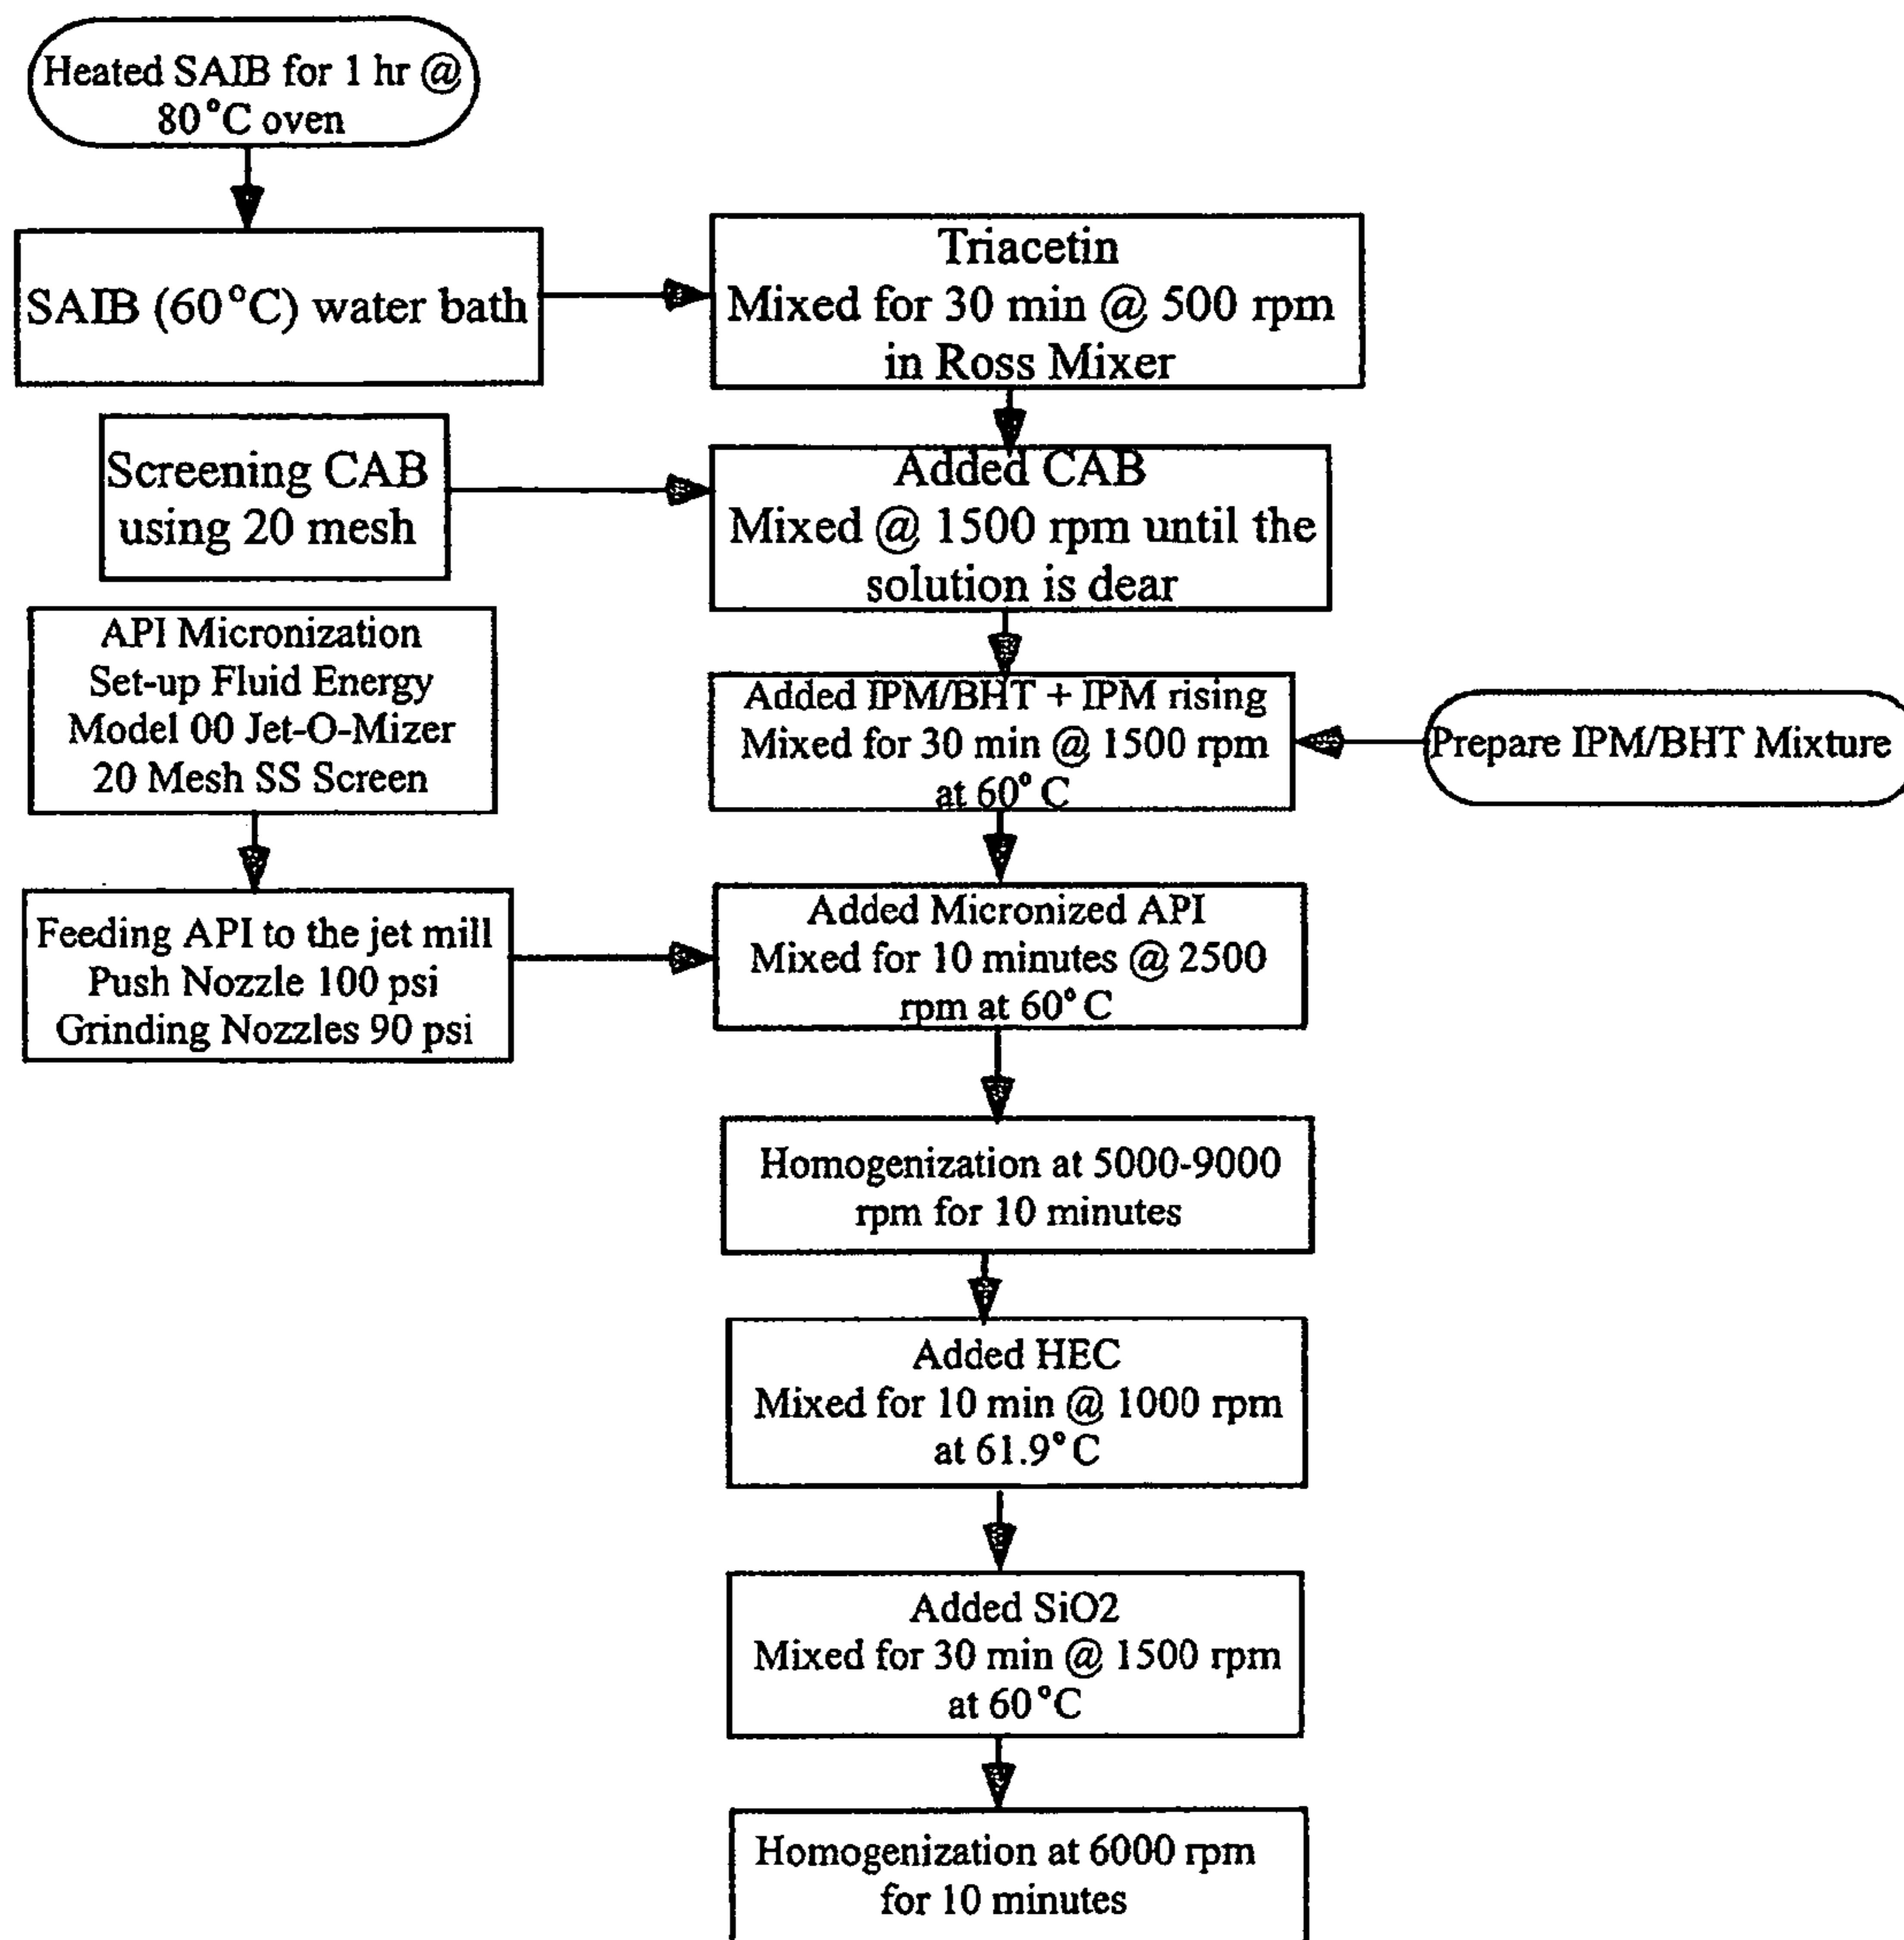 Heated SAIB for 1 hr @
80°C oven
SAIB (60°C) water bath
Triacetin
Mixed for 30 min @ 500 rpm
in Ross Mixer
Screening CAB
using 20 mesh
Added CAB
Mixed @ 1500 rpm until the
solution is dear
API Micronization
Set-up Fluid Energy
Model 00 Jet-O-Mizer
20 Mesh SS Screen
Added IPM/BHT + IPM rising
Mixed for 30 min @ 1500 rpm
at 60° C
Prepare IPM/BHT Mixture
Feeding API to the jet mill
Push Nozzle 100 psi
Grinding Nozzles 90 psi
Added Micronized API
Mixed for 10 minutes @ 2500
rpm at 60° C
Homogenization at 5000-9000
rpm for 10 minutes
Added HEC
Mixed for 10 min @ 1000 rpm
at 61.9° C
Added SiO2
Mixed for 30 min @ 1500 rpm
at 60°C
Homogenization at 6000 rpm
for 10 minutes